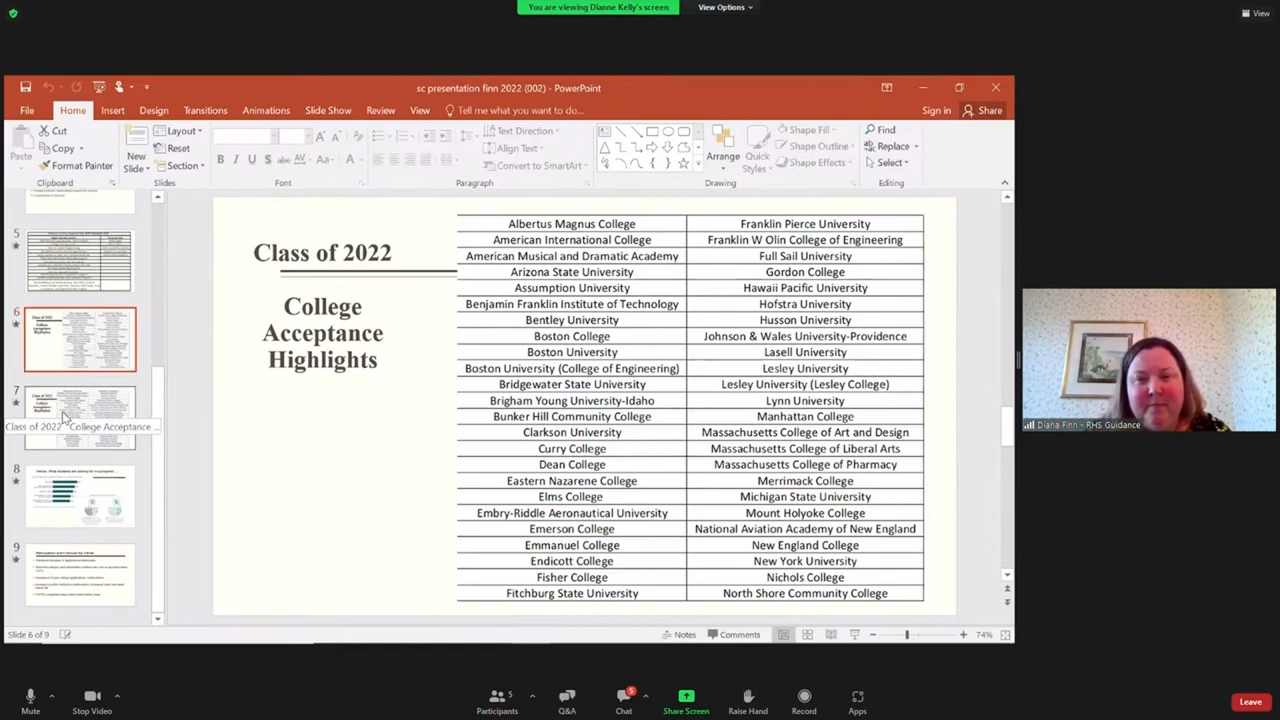 You are viewing Dianne Kelly's screen
View Options
View
sc presentation finn 2022 (002) - PowerPoint
File Home Insert Design Transitions Animations Slide Show Review View Tell me what you want to do... Sign in Share
Paste
Cut
Copy
Format Painter
Clipboard
New Slide
Layout
Reset
Section
Slides
B I U S abc AV Aa A
Font
Text Direction
Align Text
Convert to SmartArt
Paragraph
Arrange
Quick Styles
Shape Fill
Shape Outline
Shape Effects
Drawing
Find
Replace
Select
Editing
5
6
7
Class of 2022 College Acceptance ...
8
9
Class of 2022
College
Acceptance
Highlights
Albertus Magnus College Franklin Pierce University
American International College Franklin W Olin College of Engineering
American Musical and Dramatic Academy Full Sail University
Arizona State University Gordon College
Assumption University Hawaii Pacific University
Benjamin Franklin Institute of Technology Hofstra University
Bentley University Husson University
Boston College Johnson & Wales University-Providence
Boston University Lasell University
Boston University (College of Engineering) Lesley University
Bridgewater State University Lesley University (Lesley College)
Brigham Young University-Idaho Lynn University
Bunker Hill Community College Manhattan College
Clarkson University Massachusetts College of Art and Design
Curry College Massachusetts College of Liberal Arts
Dean College Massachusetts College of Pharmacy
Eastern Nazarene College Merrimack College
Elms College Michigan State University
Embry-Riddle Aeronautical University Mount Holyoke College
Emerson College National Aviation Academy of New England
Emmanuel College New England College
Endicott College New York University
Fisher College Nichols College
Fitchburg State University North Shore Community College
Diana Finn - RHS Guidance
Slide 6 of 9 Notes Comments 74%
Mute Stop Video Participants 5 Q&A Chat 5 Share Screen Raise Hand Record Apps Leave